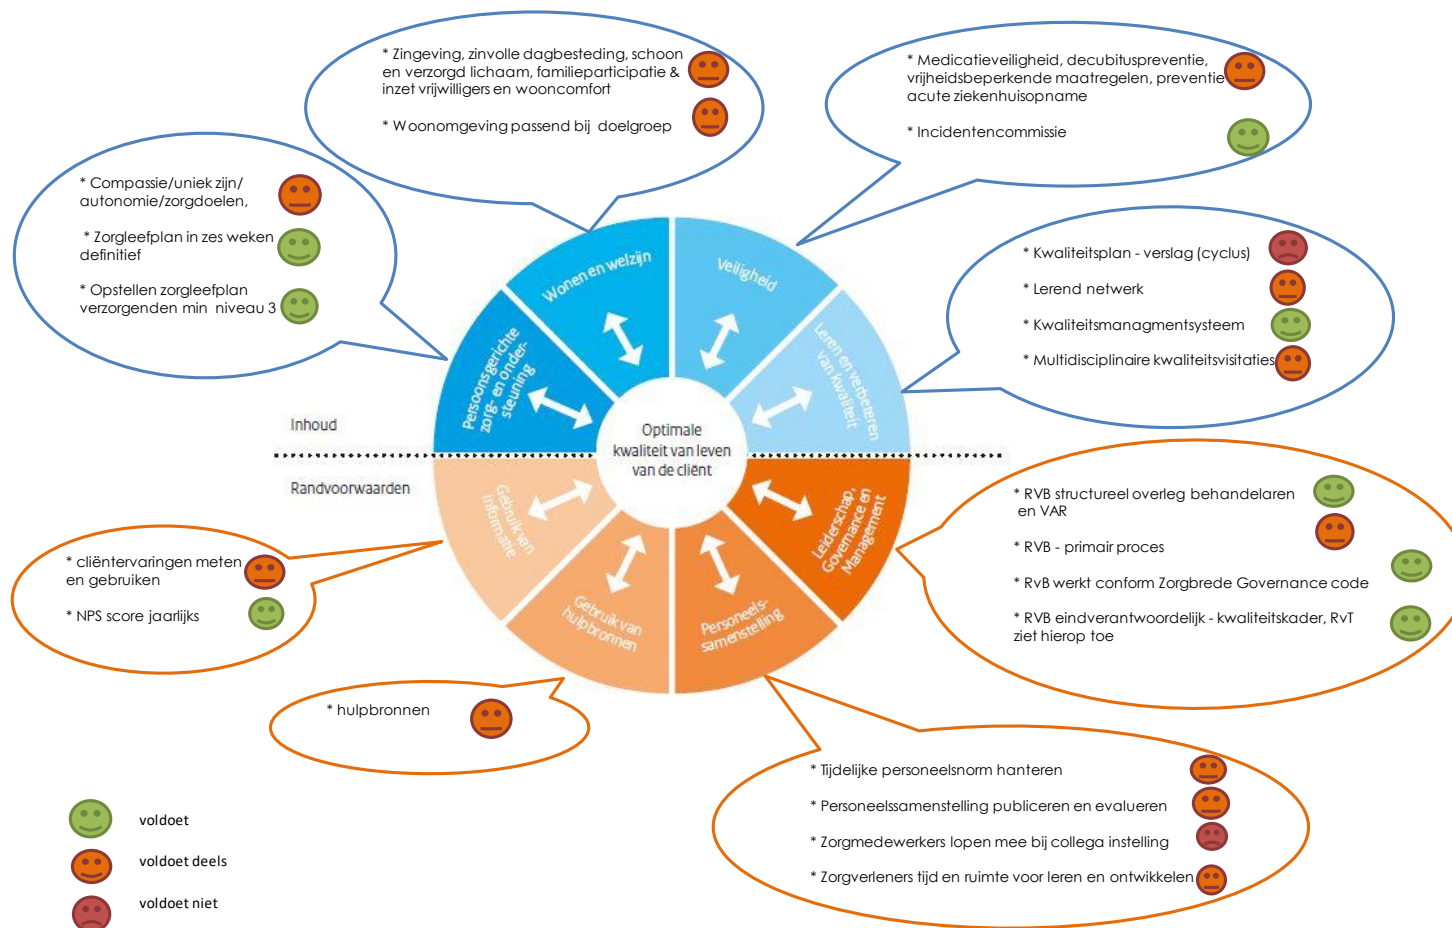 * Zingeving, zinvolle dagbesteding, schoon
en verzorgd lichaam, familieparticipatie &
inzet vrijwilligers en wooncomfort
* Woonomgeving passend bij doelgroep
* Medicatieveiligheid, decubituspreventie,
vrijheidsbeperkende maatregelen, preventie
acute ziekenhuisopname
* Incidentencommissie
* Compassie/uniek zijn/
autonomie/zorgdoelen,
* Zorgleefplan in zes weken
definitief
* Opstellen zorgleefplan
verzorgenden min niveau 3
* Kwaliteitsplan - verslag (cyclus)
* Lerend netwerk
* Kwaliteitsmanagmentsysteem
* Multidisciplinaire kwaliteitsvisitaties
Wonen en welzijn
Veiligheid
Persoonsgerichte
zorg- en onder-
steuning
Leren en verbeteren
van kwaliteit
Inhoud
Optimale
kwaliteit van leven
van de cliënt
Randvoorwaarden
Gebruik van
informatie
Leiderschap,
Governance en
Management
Gebruik van
hulpbronnen
Personeels-
samenstelling
* RVB structureel overleg behandelaren
en VAR
* RVB - primair proces
* RvB werkt conform Zorgbrede Governance code
* RVB eindverantwoordelijk - kwaliteitskader, RvT
ziet hierop toe
* cliëntervaringen meten
en gebruiken
* NPS score jaarlijks
* hulpbronnen
* Tijdelijke personeelsnorm hanteren
* Personeelssamenstelling publiceren en evalueren
* Zorgmedewerkers lopen mee bij collega instelling
* Zorgverleners tijd en ruimte voor leren en ontwikkelen
voldoet
voldoet deels
voldoet niet